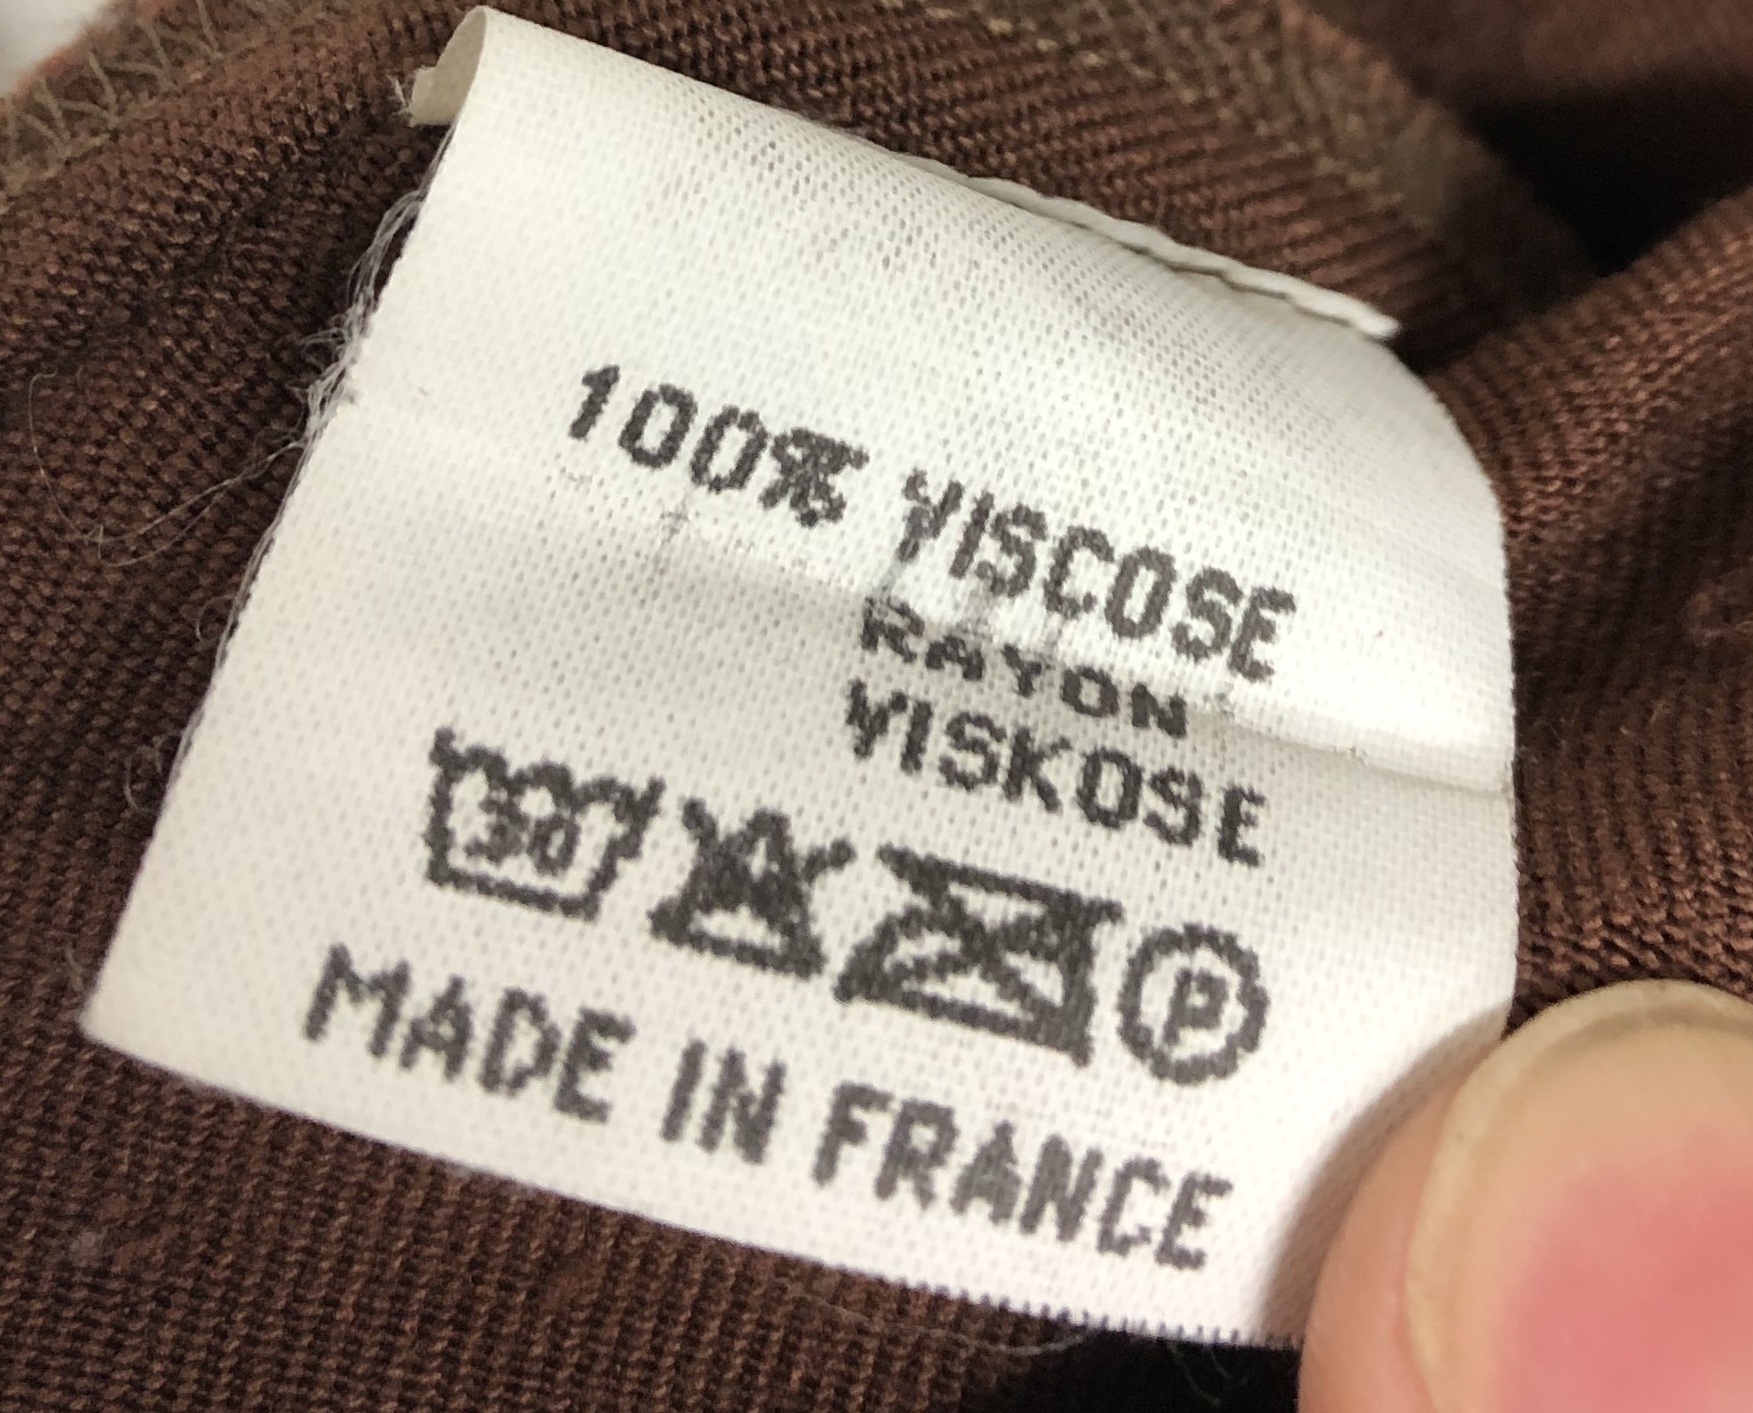 100% VISCOSE
RAYON
VISKOSE
30 P
MADE IN FRANCE